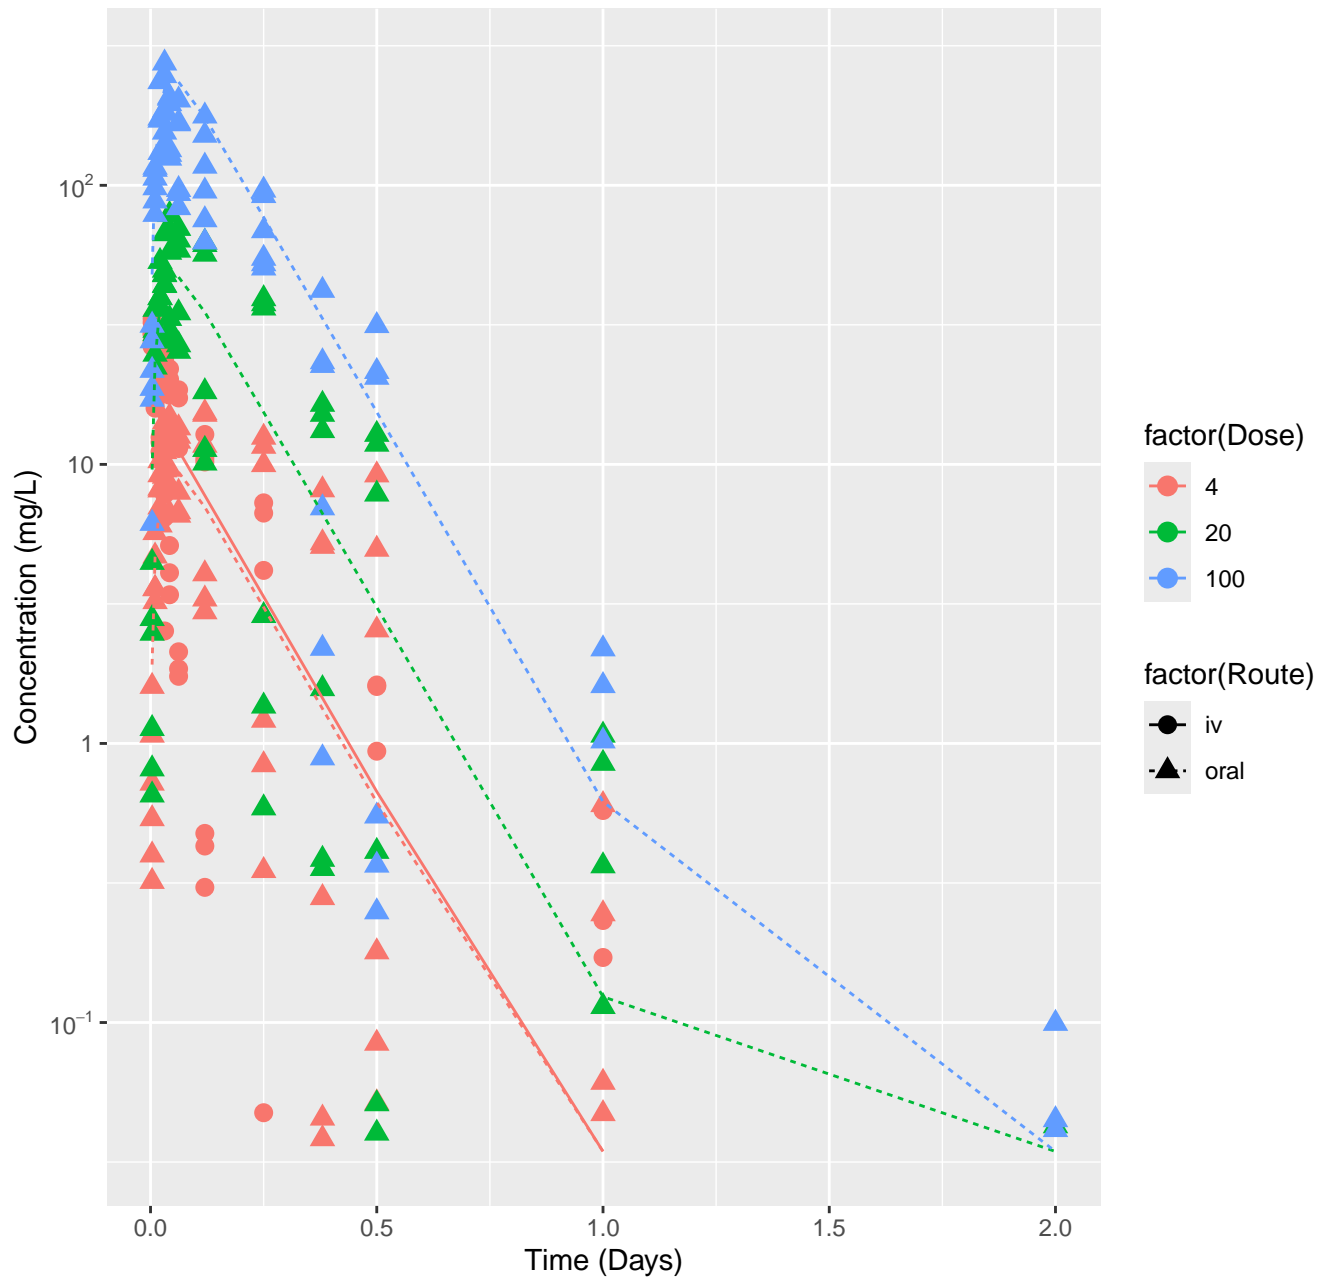 Concentration (mg/L)
10²
10
1
10⁻¹
0.0
0.5
1.0
1.5
2.0
Time (Days)
factor(Dose)
4
20
100
factor(Route)
iv
oral